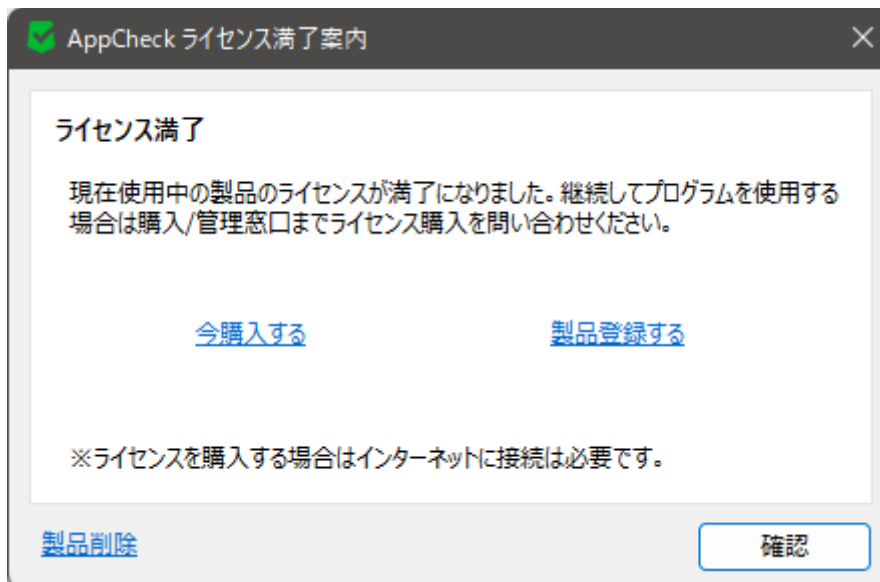 AppCheck ライセンス満了案内
ライセンス満了
現在使用中の製品のライセンスが満了になりました。継続してプログラムを使用する
場合は購入/管理窓口までライセンス購入を問い合わせください。
今購入する
製品登録する
※ライセンスを購入する場合はインターネットに接続は必要です。
製品削除
確認